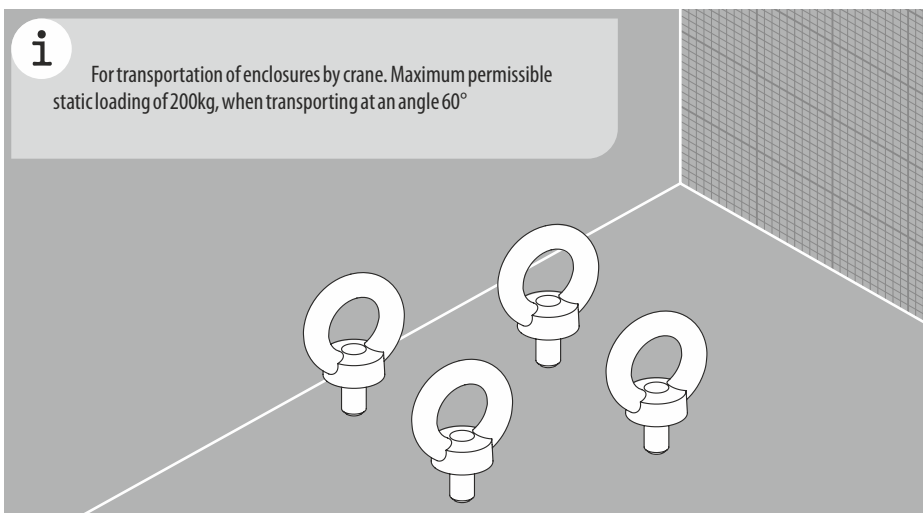 i
For transportation of enclosures by crane. Maximum permissible
static loading of 200kg, when transporting at an angle 60°